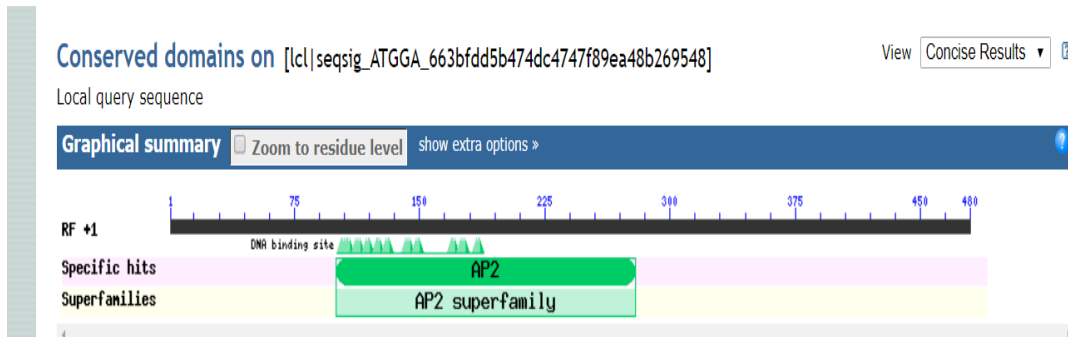 Conserved domains on [lcl|seqsig_ATGGA_663bfdd5b474dc4747f89ea48b269548]
View Concise Results
Local query sequence
Graphical summary Zoom to residue level show extra options »
?
1 75 150 225 300 375 450 480
RF +1
DNA binding site
Specific hits AP2
Superfamilies AP2 superfamily